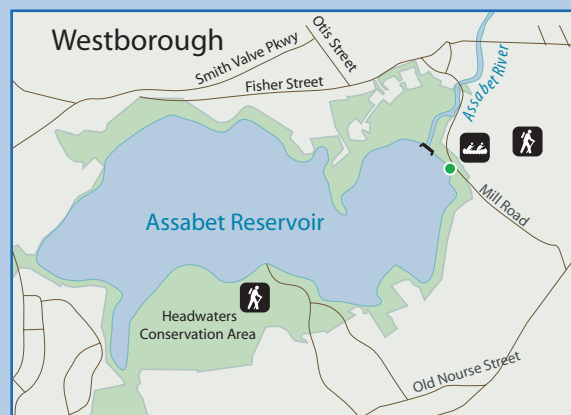 Westborough
Otis Street
Smith Valve Pkwy
Fisher Street
Assabet River
Mill Road
Assabet Reservoir
Headwaters
Conservation Area
Old Nourse Street